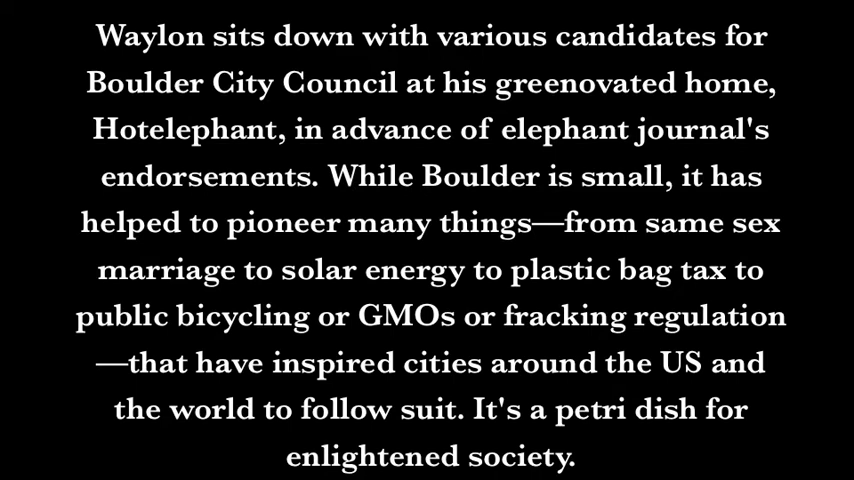 Waylon sits down with various candidates for
Boulder City Council at his greenovated home,
Hotelephant, in advance of elephant journal's
endorsements. While Boulder is small, it has
helped to pioneer many things—from same sex
marriage to solar energy to plastic bag tax to
public bicycling or GMOs or fracking regulation
—that have inspired cities around the US and
the world to follow suit. It's a petri dish for
enlightened society.